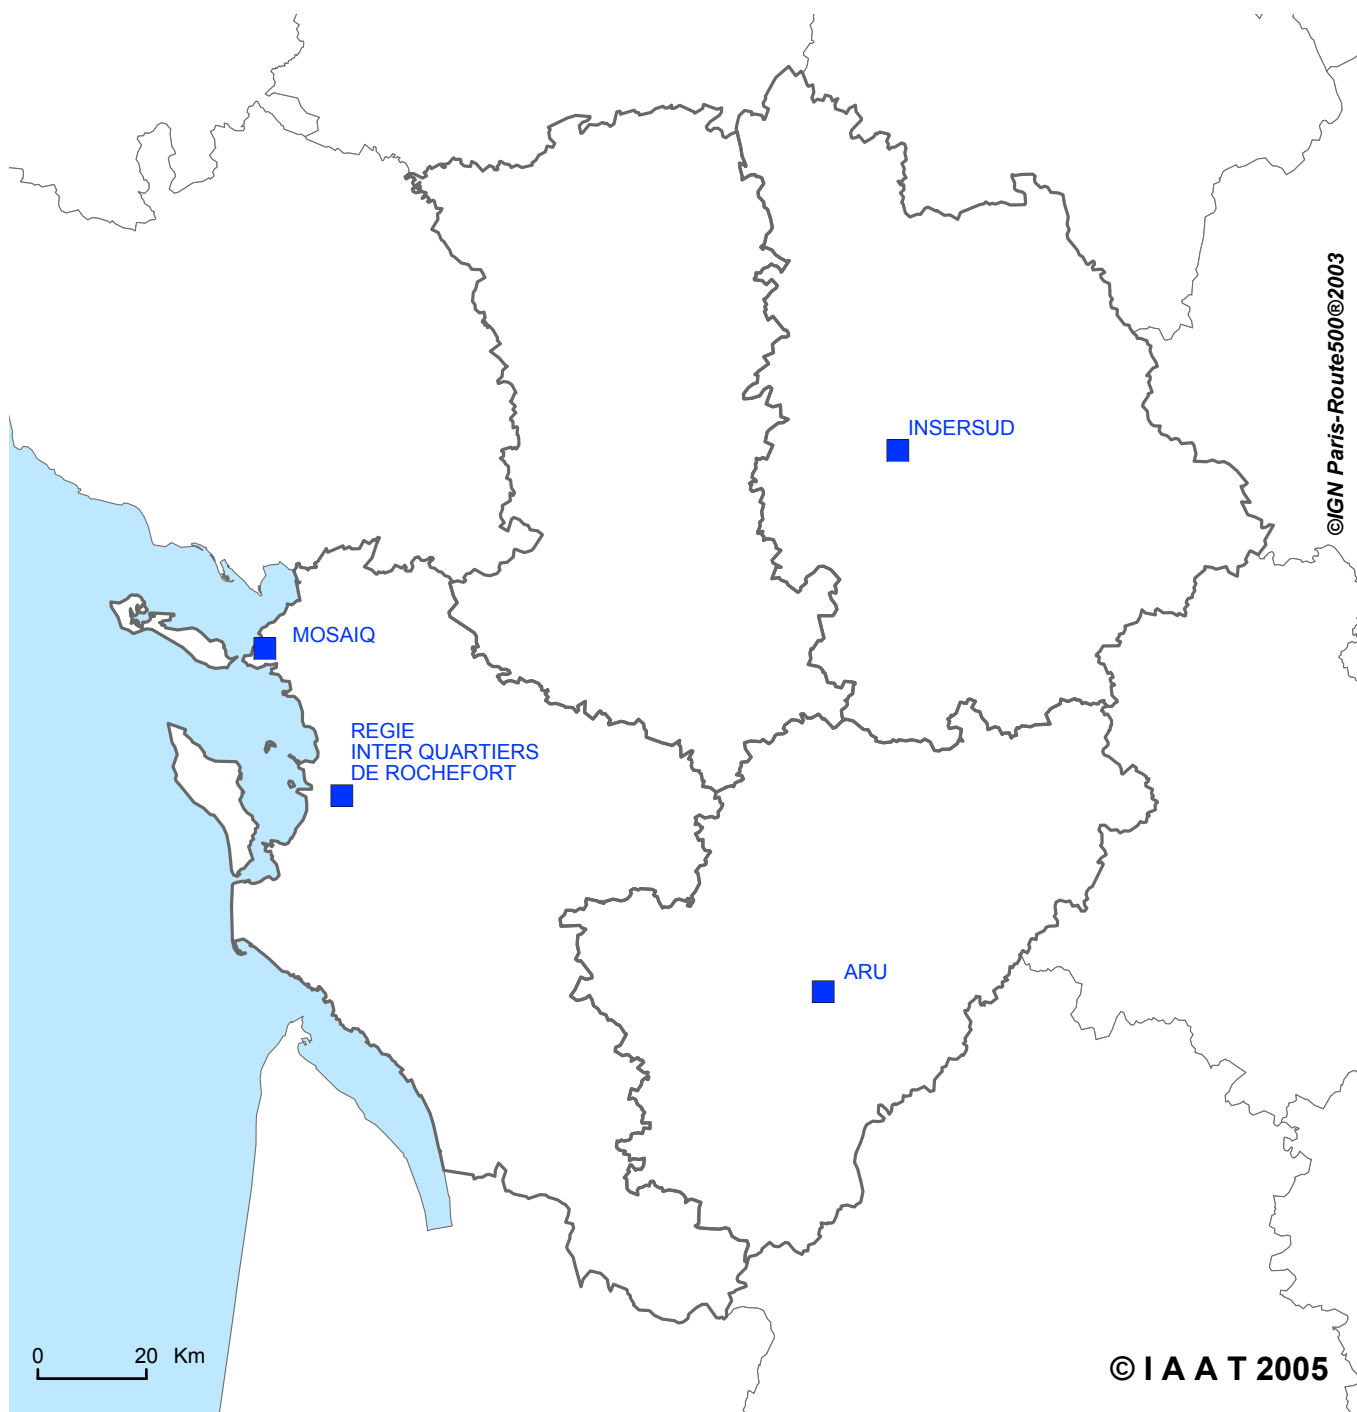 ©IGN Paris-Route500®2003
INSERSUD
MOSAIQ
REGIE
INTER QUARTIERS
DE ROCHEFORT
ARU
0 20 Km
© I A A T 2005